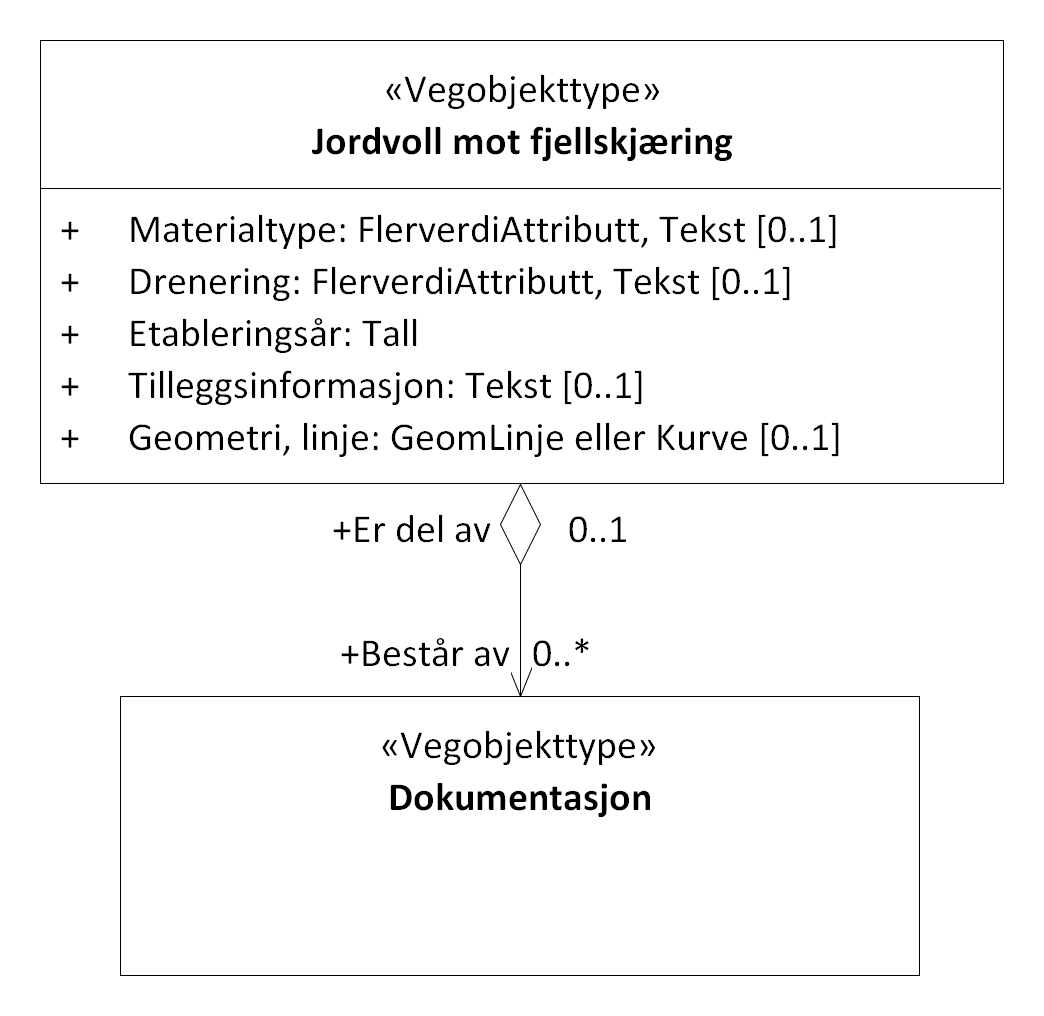 «Vegobjekttype»
Jordvoll mot fjellskjæring
+ Materialtype: FlerverdiAttributt, Tekst [0..1]
+ Drenering: FlerverdiAttributt, Tekst [0..1]
+ Etableringsår: Tall
+ Tilleggsinformasjon: Tekst [0..1]
+ Geometri, linje: GeomLinje eller Kurve [0..1]
+Er del av 0..1
+Består av 0..*
«Vegobjekttype»
Dokumentasjon